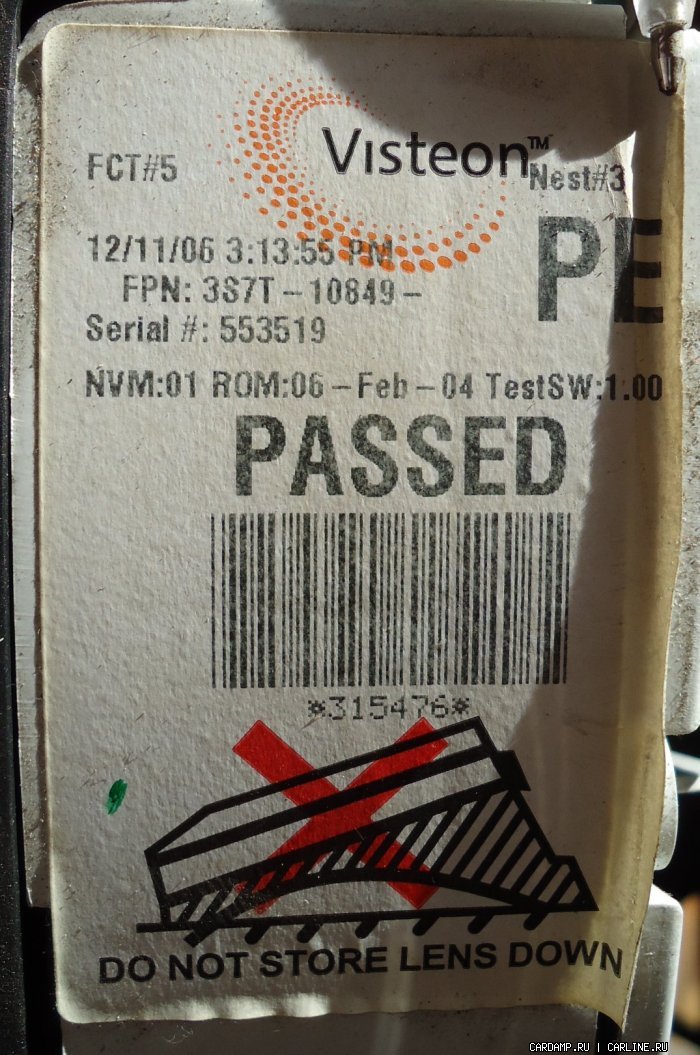 Visteon™
FCT#5 Nest#3
PE
12/11/06 3:13:55 PM
FPN: 3S7T-10849-
Serial #: 553519
NVM:01 ROM:06-Feb-04 TestSW:1.00
PASSED
*315476*
DO NOT STORE LENS DOWN
CARDAMP.RU | CARLINE.RU